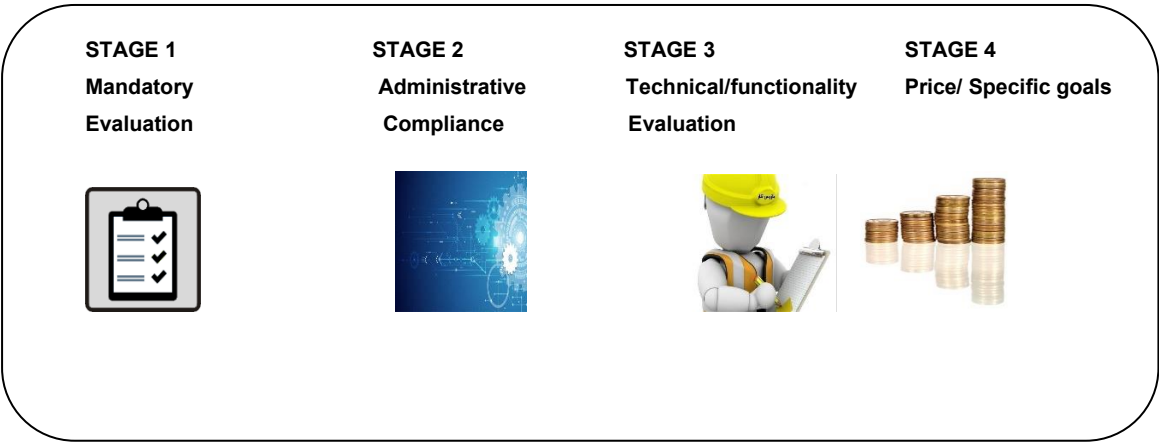 STAGE 1
Mandatory
Evaluation
STAGE 2
Administrative
Compliance
STAGE 3
Technical/functionality
Evaluation
STAGE 4
Price/ Specific goals